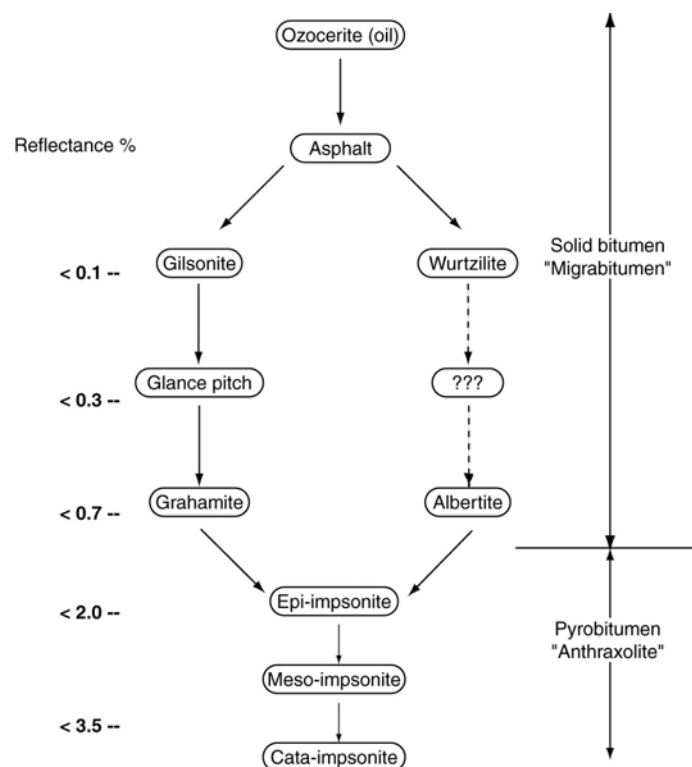 Ozocerite (oil)
Reflectance %
Asphalt
Solid bitumen
"Migrabitumen"
< 0.1 --
Gilsonite
Wurtzilite
Glance pitch
???
< 0.3 --
Grahamite
Albertite
< 0.7 --
Epi-impsonite
< 2.0 --
Pyrobitumen
"Anthraxolite"
Meso-impsonite
< 3.5 --
Cata-impsonite